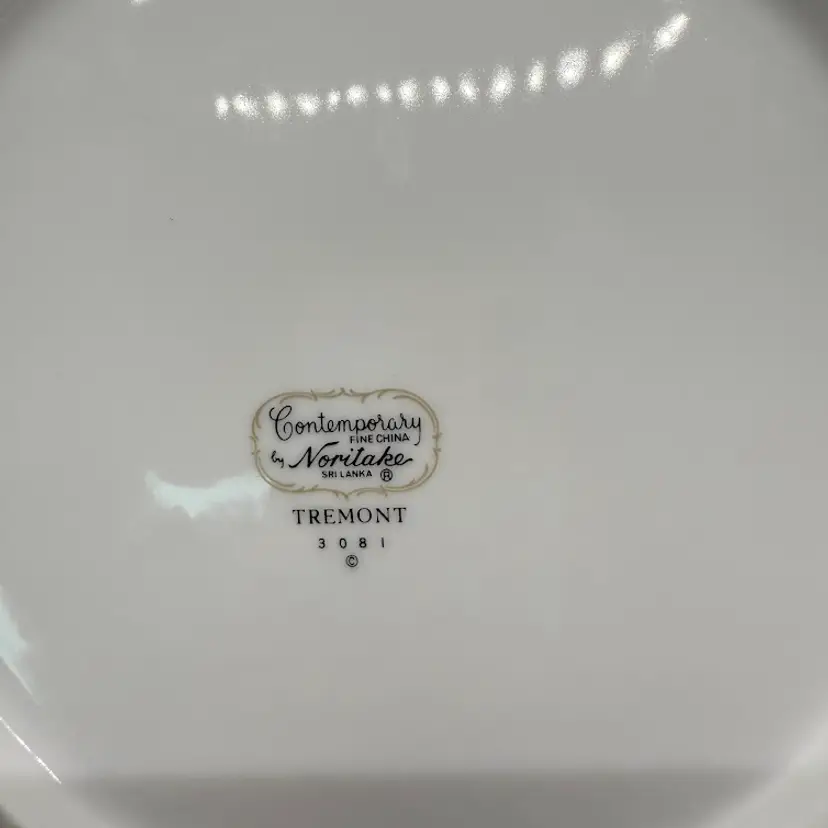 Contemporary
FINE CHINA
by Noritake
SRI LANKA ®
TREMONT
3081
©